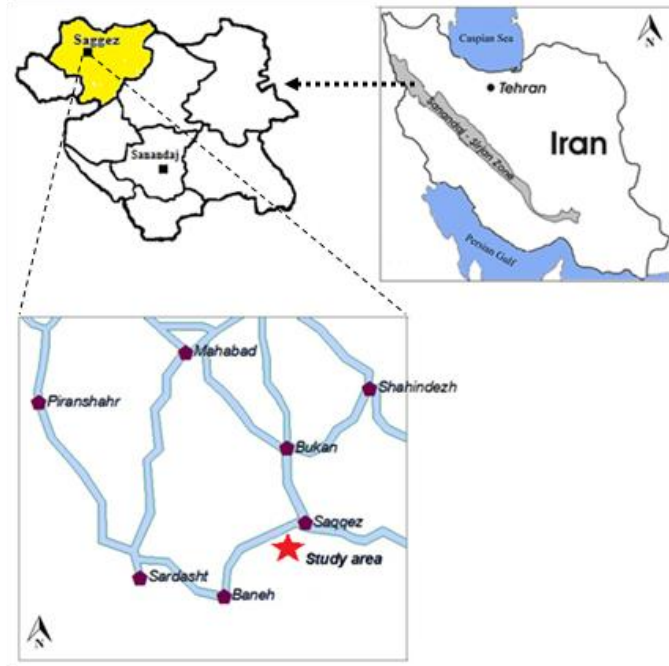 Saggez
Sanandaj
Caspian Sea
N
Tehran
Sanandaj - Sirjan Zone
Iran
Persian Gulf
Mahabad
Piranshahr
Shahindezh
Bukan
Saqqez
Study area
Sardasht
Baneh
N